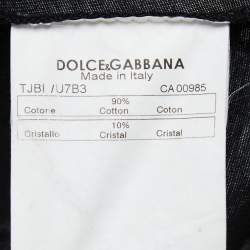 DOLCE&GABBANA
Made in Italy
TJBI /U7B3 CA 00985
90%
Cotone Cotton Coton
10%
Cristallo Cristal Cristal